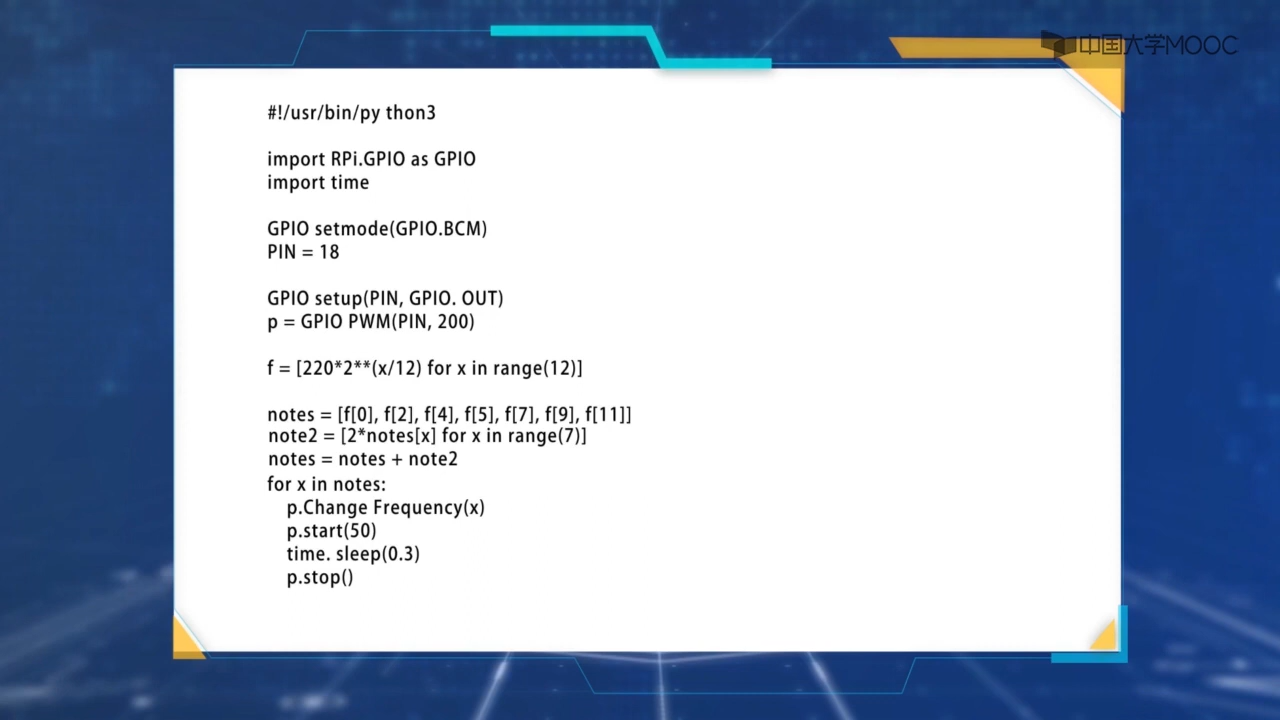 中国大学MOOC
#!/usr/bin/py thon3
import RPi.GPIO as GPIO
import time
GPIO setmode(GPIO.BCM)
PIN = 18
GPIO setup(PIN, GPIO. OUT)
p = GPIO PWM(PIN, 200)
f = [220*2**(x/12) for x in range(12)]
notes = [f[0], f[2], f[4], f[5], f[7], f[9], f[11]]
note2 = [2*notes[x] for x in range(7)]
notes = notes + note2
for x in notes:
p.Change Frequency(x)
p.start(50)
time. sleep(0.3)
p.stop()